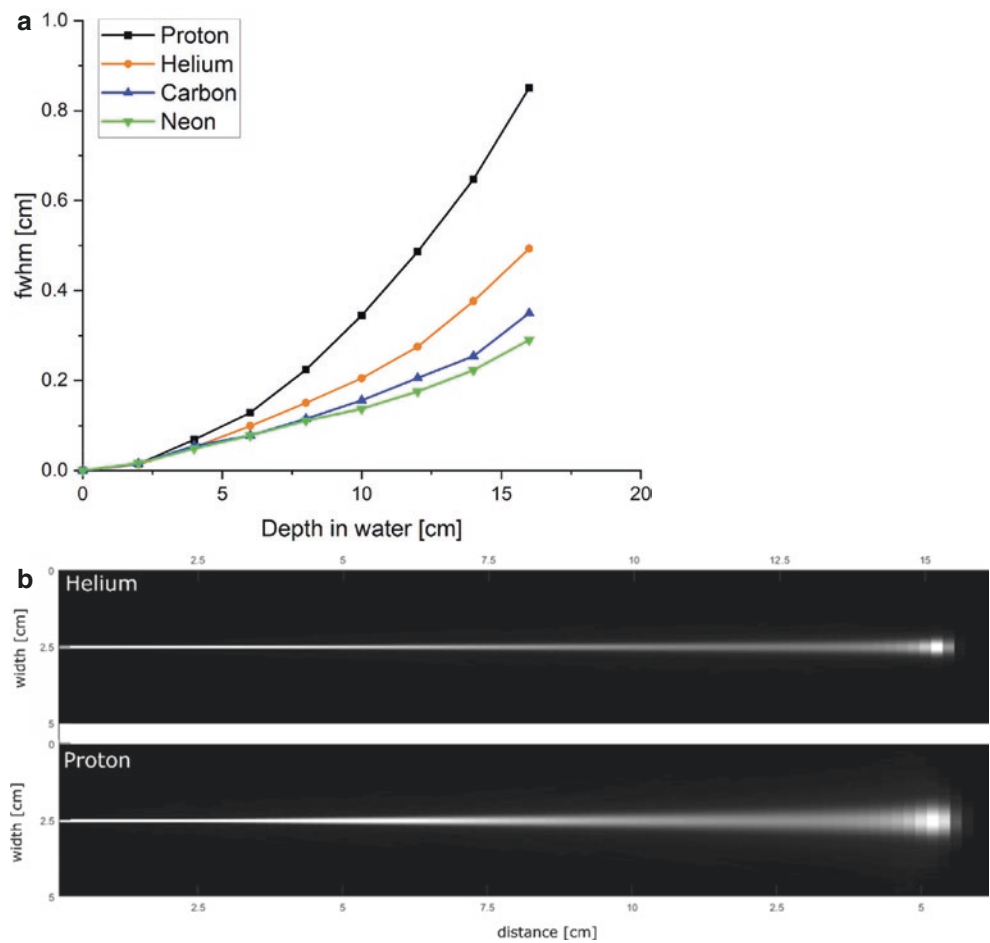 a
1.0
0.8
0.6
0.4
0.2
0.0
fwhm [cm]
Proton
Helium
Carbon
Neon
0 5 10 15 20
Depth in water [cm]
b
2.5 5 7.5 10 12.5 15
Helium
0
2.5
5
width [cm]
Proton
0
2.5
5
width [cm]
2.5 5 7.5 10 2.5 5
distance [cm]